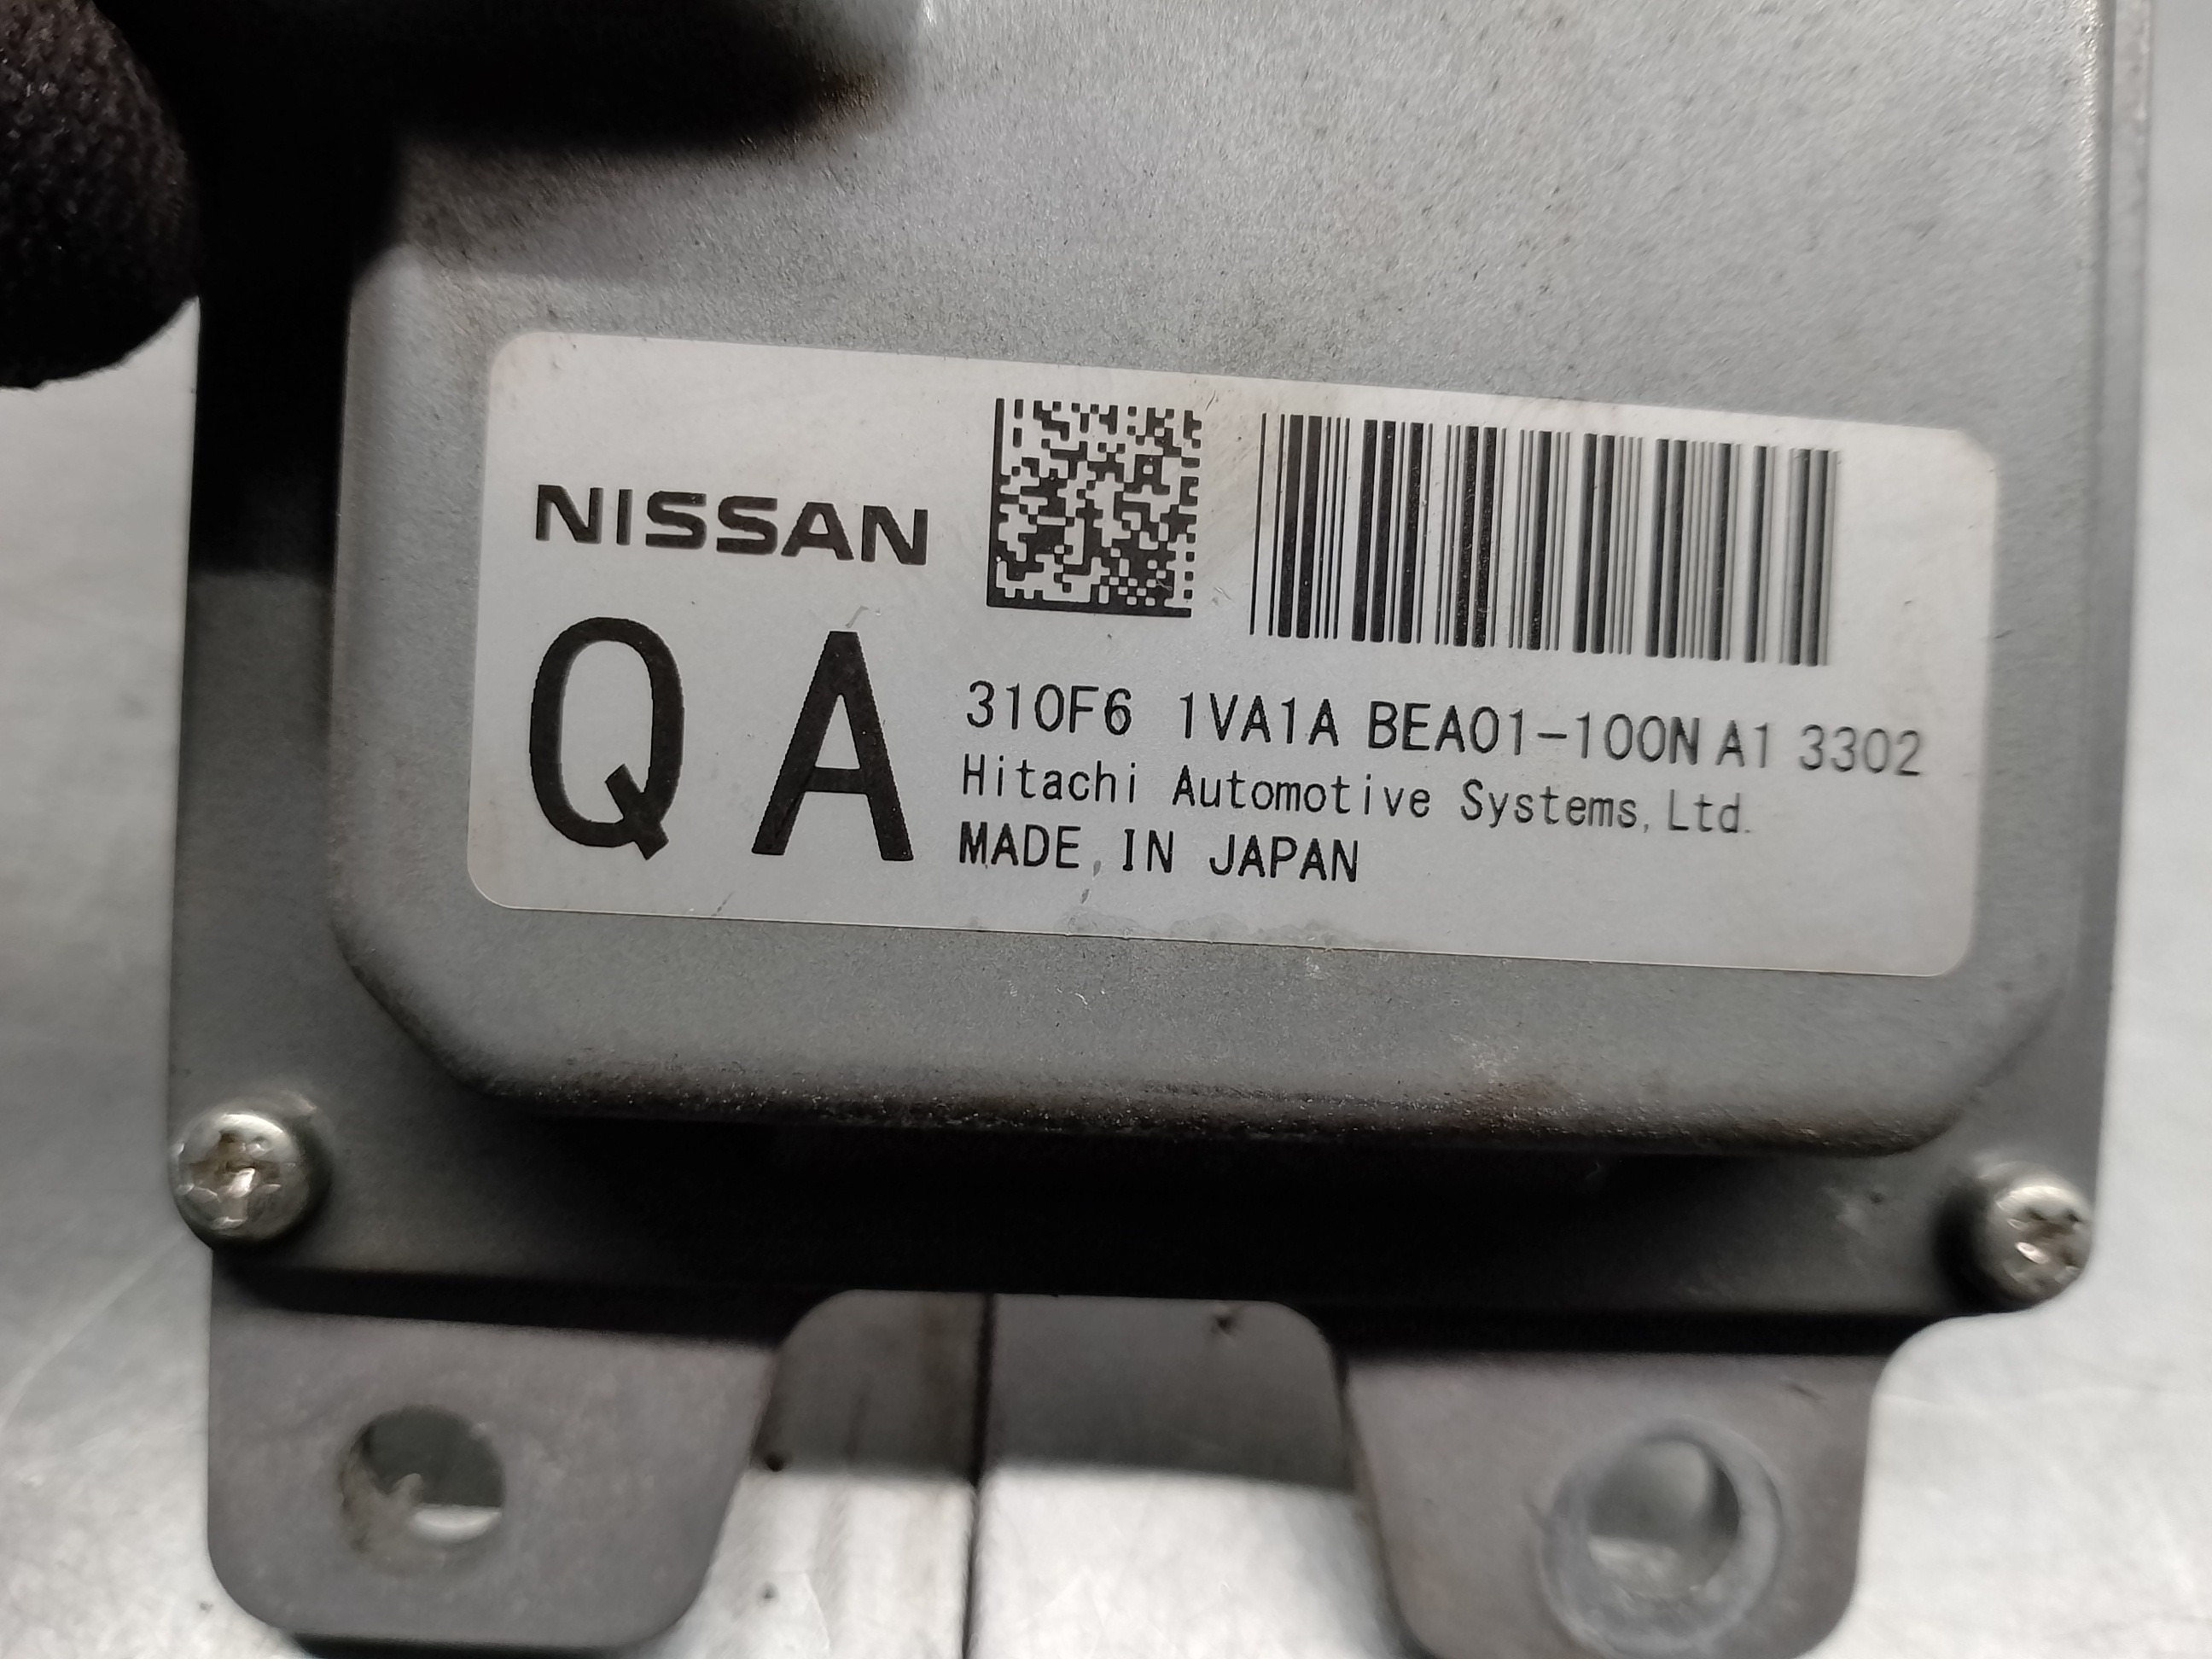 NISSAN
QA
310F6 1VA1A BEA01-100N A1 3302
Hitachi Automotive Systems, Ltd.
MADE IN JAPAN